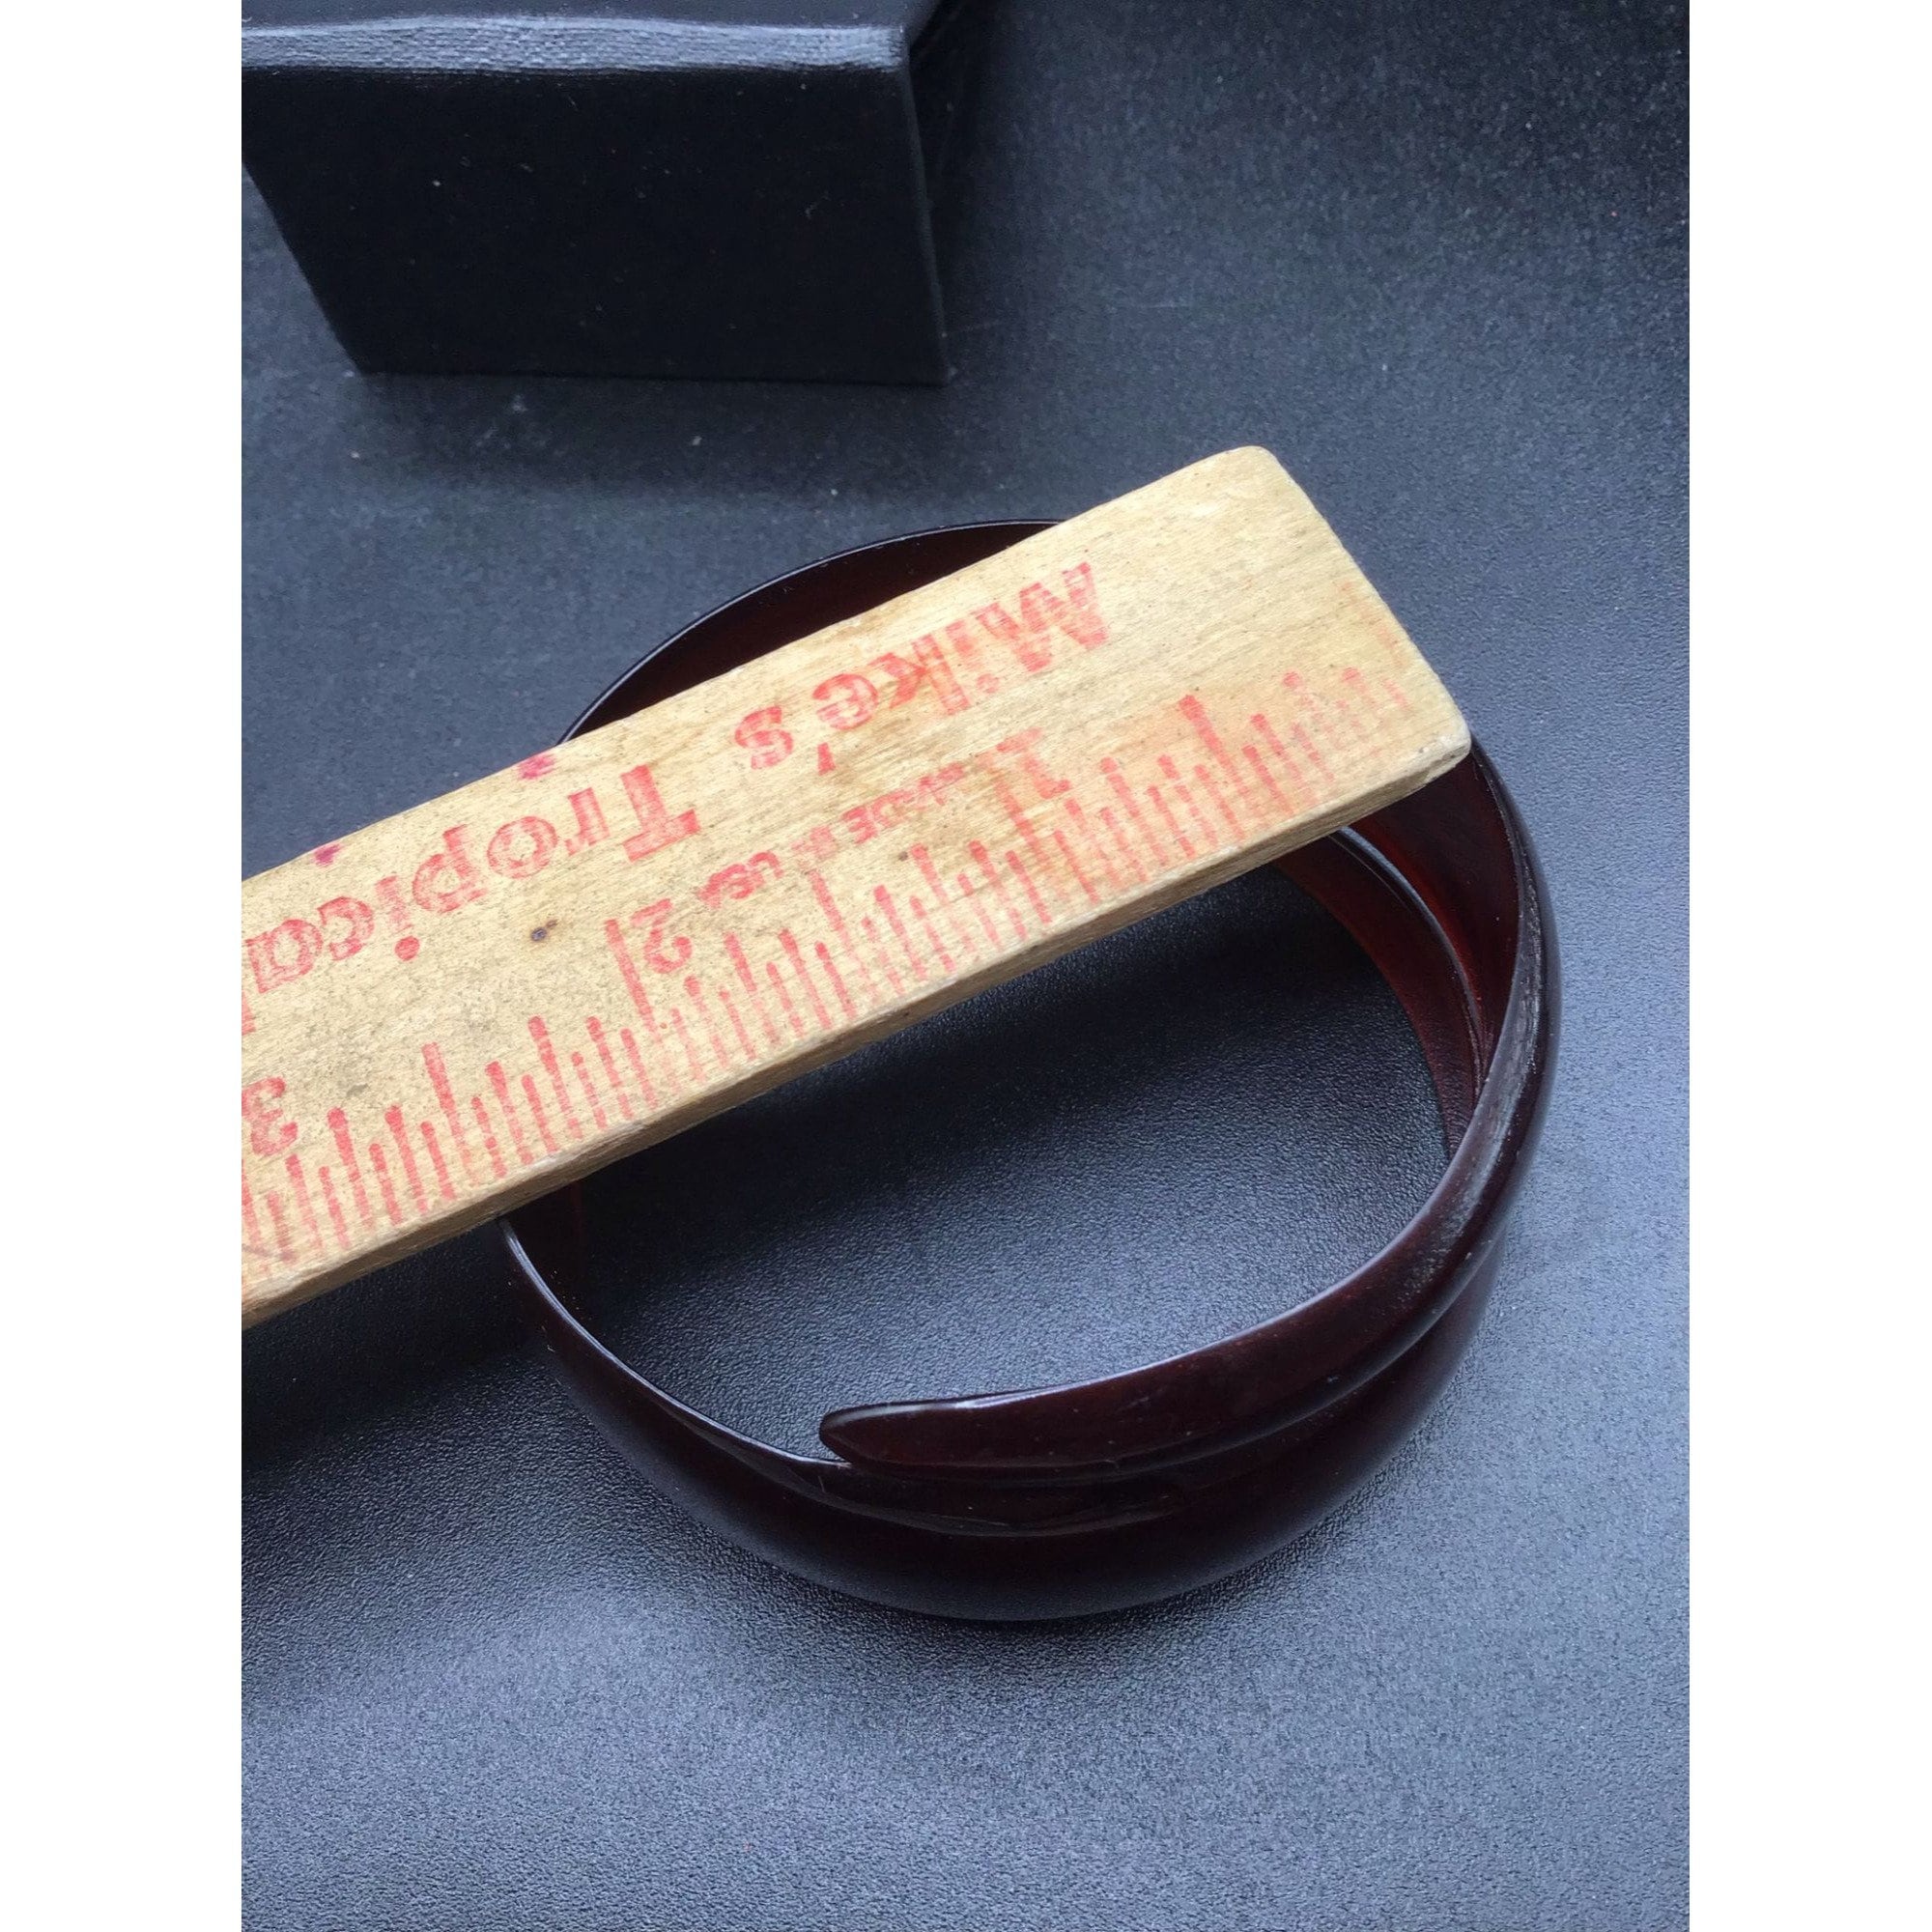 Mike's Tropica
1 2 3
MADE IN USA